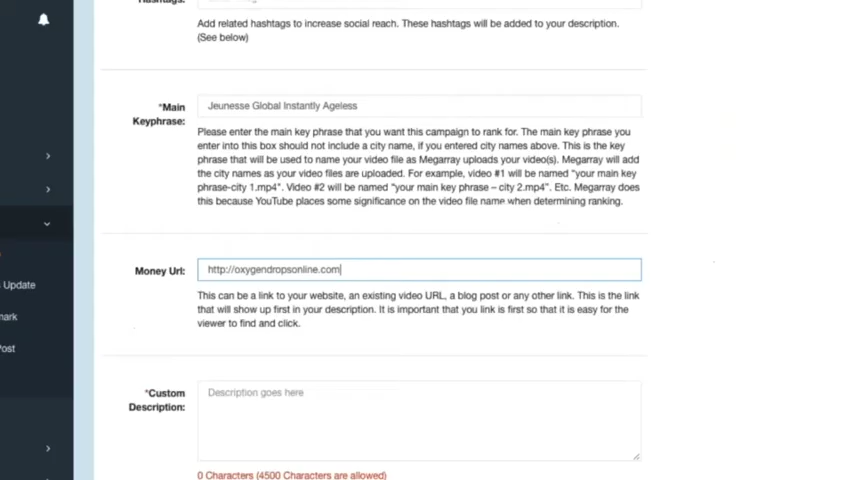 Add related hashtags to increase social reach. These hashtags will be added to your description.
(See below)
*Main
Keyphrase:
Jeunesse Global Instantly Ageless
Please enter the main key phrase that you want this campaign to rank for. The main key phrase you
enter into this box should not include a city name, if you entered city names above. This is the key
phrase that will be used to name your video file as Megarray uploads your video(s). Megarray will add
the city names as your video files are uploaded. For example, video #1 will be named "your main key
phrase-city 1.mp4". Video #2 will be named "your main key phrase – city 2.mp4". Etc. Megarray does
this because YouTube places some significance on the video file name when determining ranking.
Money Url:
http://oxygendropsonline.com
Update
This can be a link to your website, an existing video URL, a blog post or any other link. This is the link
that will show up first in your description. It is important that you link is first so that it is easy for the
viewer to find and click.
*Custom
Description:
Description goes here
0 Characters (4500 Characters are allowed)